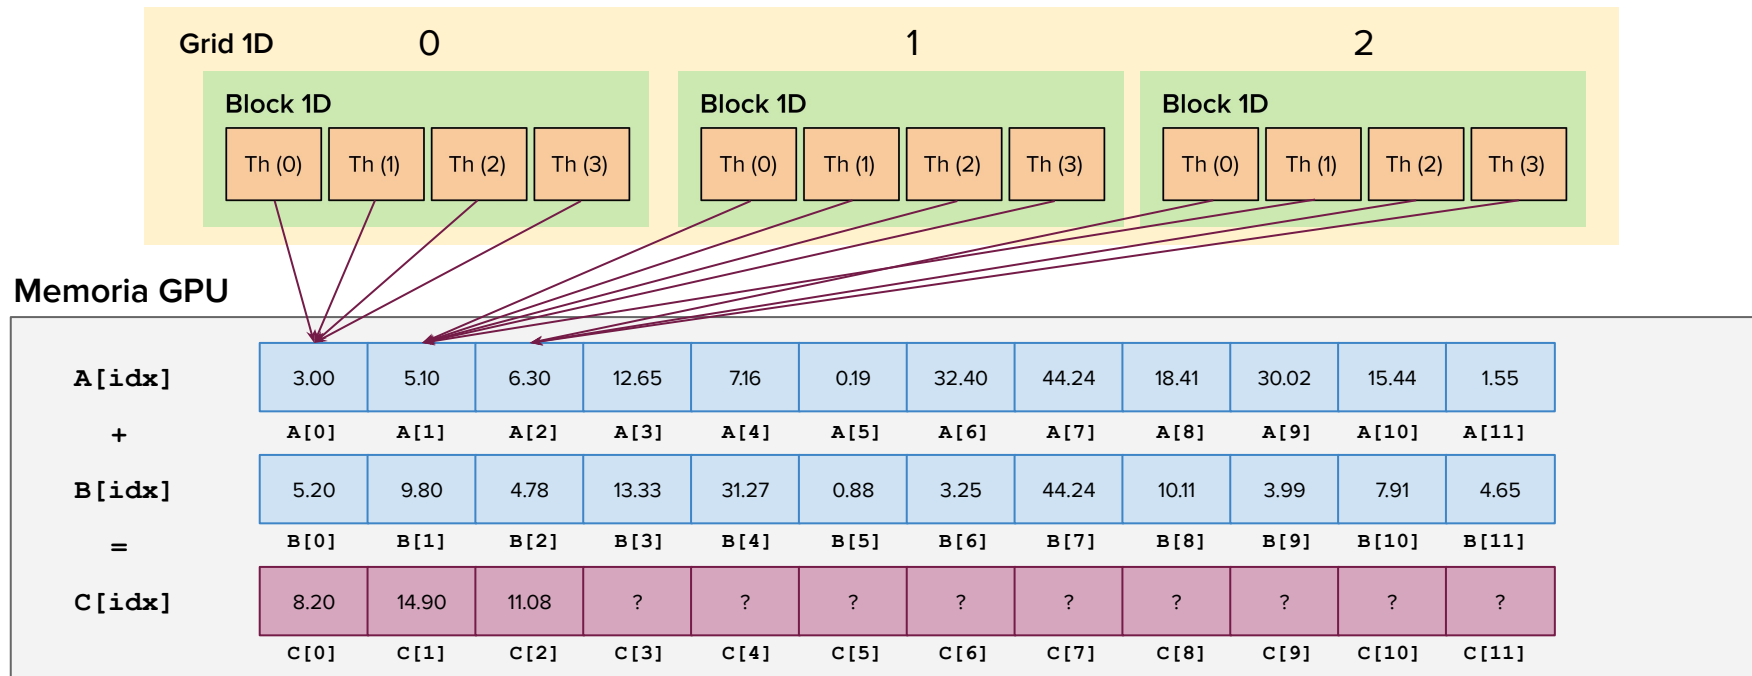 Grid 1D 0 1 2
Block 1D Block 1D Block 1D
Th (0) Th (1) Th (2) Th (3) Th (0) Th (1) Th (2) Th (3) Th (0) Th (1) Th (2) Th (3)
Memoria GPU
A[idx] 3.00 5.10 6.30 12.65 7.16 0.19 32.40 44.24 18.41 30.02 15.44 1.55
+ A[0] A[1] A[2] A[3] A[4] A[5] A[6] A[7] A[8] A[9] A[10] A[11]
B[idx] 5.20 9.80 4.78 13.33 31.27 0.88 3.25 44.24 10.11 3.99 7.91 4.65
= B[0] B[1] B[2] B[3] B[4] B[5] B[6] B[7] B[8] B[9] B[10] B[11]
C[idx] 8.20 14.90 11.08 ? ? ? ? ? ? ? ? ?
C[0] C[1] C[2] C[3] C[4] C[5] C[6] C[7] C[8] C[9] C[10] C[11]